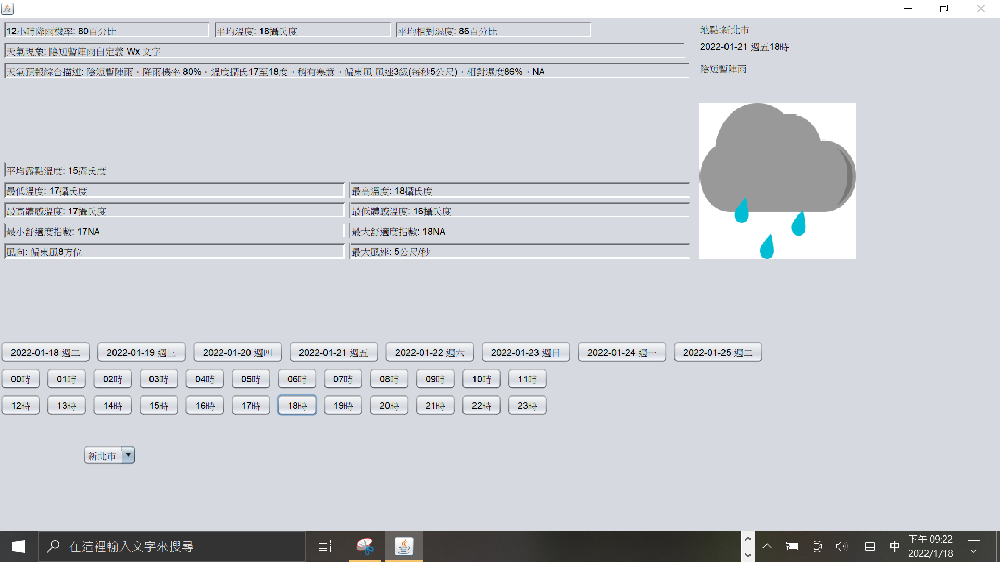 12小時降雨機率: 80百分比 平均溫度: 18攝氏度 平均相對濕度: 86百分比
天氣現象: 陰短暫陣雨自定義 Wx 文字
天氣預報綜合描述: 陰短暫陣雨。降雨機率 80%。溫度攝氏17至18度。稍有寒意。偏東風 風速3級(每秒5公尺)。相對濕度86%。NA
地點:新北市
2022-01-21 週五18時
陰短暫陣雨
平均露點溫度: 15攝氏度
最低溫度: 17攝氏度 最高溫度: 18攝氏度
最高體感溫度: 17攝氏度 最低體感溫度: 16攝氏度
最小舒適度指數: 17NA 最大舒適度指數: 18NA
風向: 偏東風8方位 最大風速: 5公尺/秒
2022-01-18 週二 2022-01-19 週三 2022-01-20 週四 2022-01-21 週五 2022-01-22 週六 2022-01-23 週日 2022-01-24 週一 2022-01-25 週二
00時 01時 02時 03時 04時 05時 06時 07時 08時 09時 10時 11時
12時 13時 14時 15時 16時 17時 18時 19時 20時 21時 22時 23時
新北市
在這裡輸入文字來搜尋
中
下午 09:22
2022/1/18